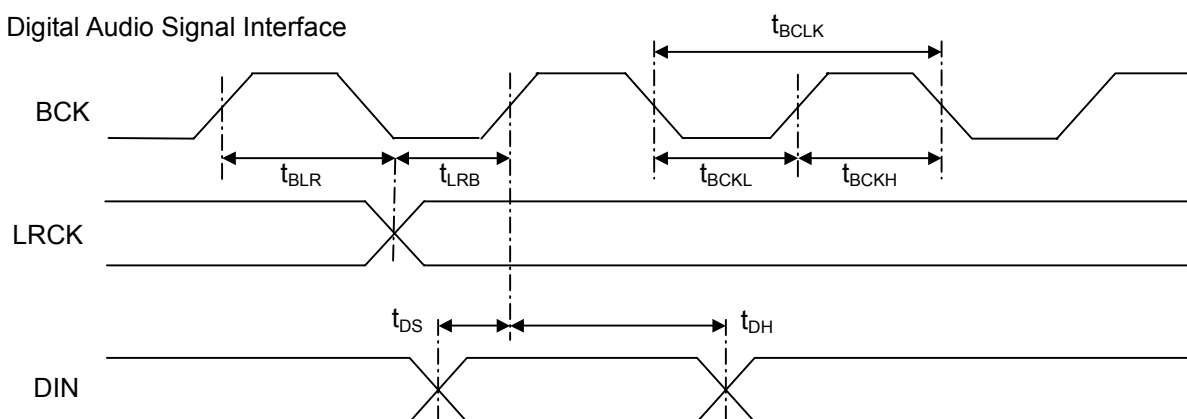 Digital Audio Signal Interface
tBCLK
BCK
tBLR tLRB tBCKL tBCKH
LRCK
tDS tDH
DIN